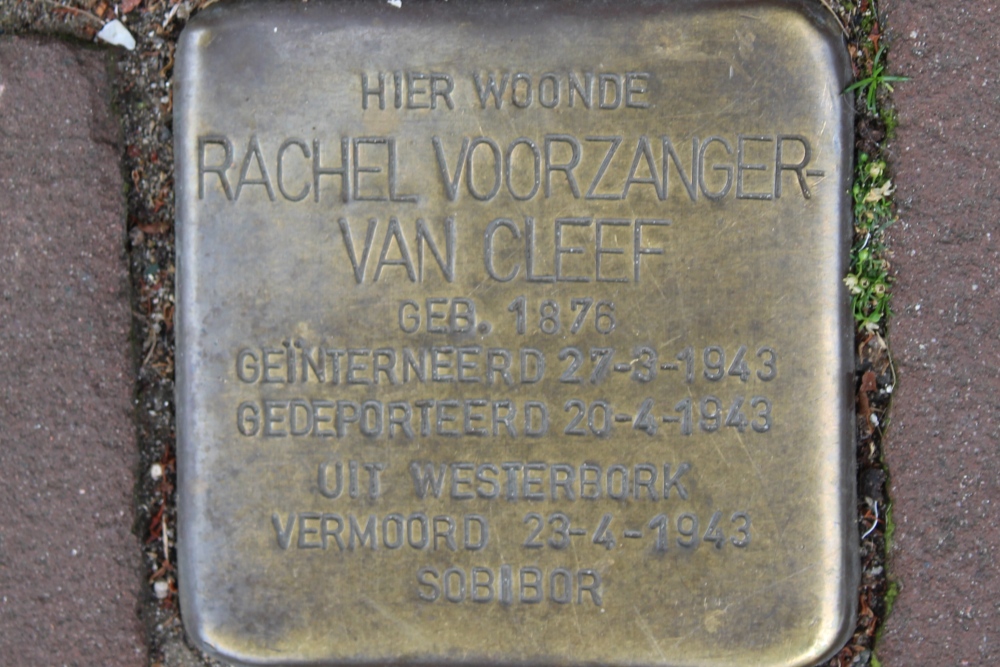 HIER WOONDE
RACHEL VOORZANGER-
VAN CLEEF
GEB. 1876
GEÏNTERNEERD 27-3-1943
GEDEPORTEERD 20-4-1943
UIT WESTERBORK
VERMOORD 23-4-1943
SOBIBOR